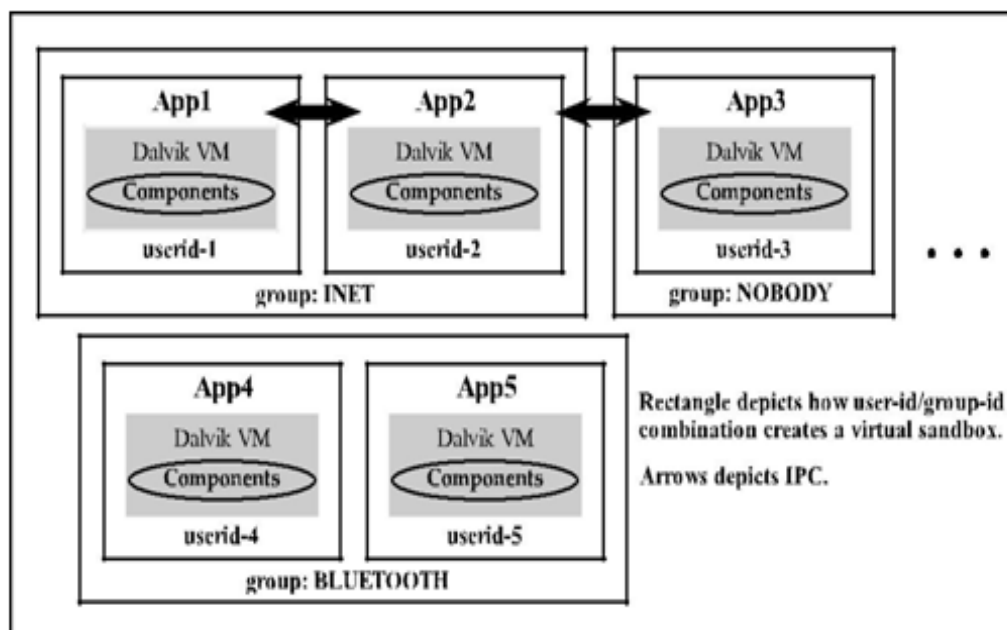 App1
Dalvik VM
Components
userid-1
App2
Dalvik VM
Components
userid-2
group: INET
App3
Dalvik VM
Components
userid-3
group: NOBODY
. . .
App4
Dalvik VM
Components
userid-4
App5
Dalvik VM
Components
userid-5
group: BLUETOOTH
Rectangle depicts how user-id/group-id
combination creates a virtual sandbox.
Arrows depicts IPC.